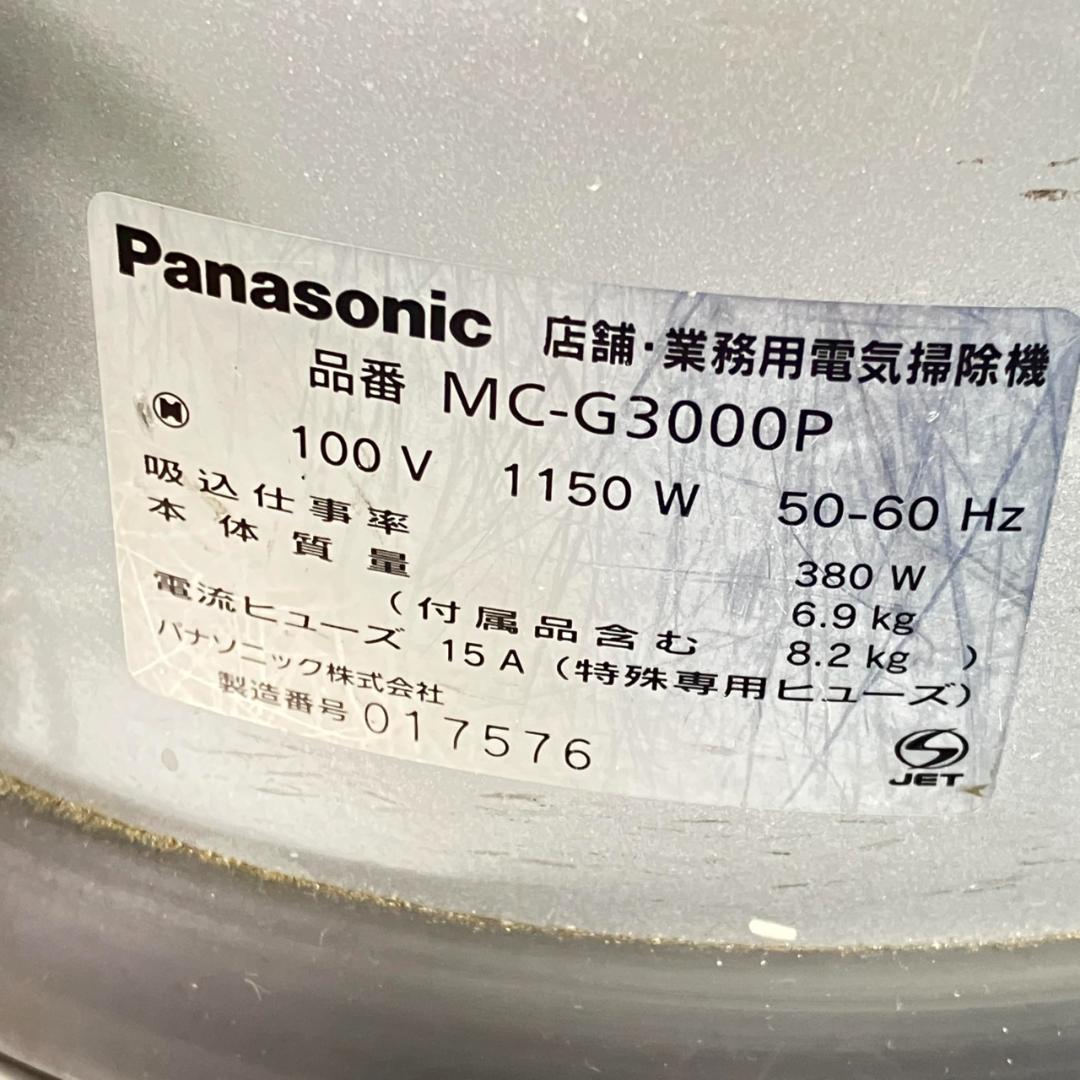 Panasonic 店舗・業務用電気掃除機
品番 MC-G3000P
100 V 1150 W 50-60 Hz
吸込仕事率 380 W
本体質量 6.9 kg
(付属品含む 8.2 kg )
電流ヒューズ 15 A (特殊専用ヒューズ)
パナソニック株式会社
製造番号 017576
JET